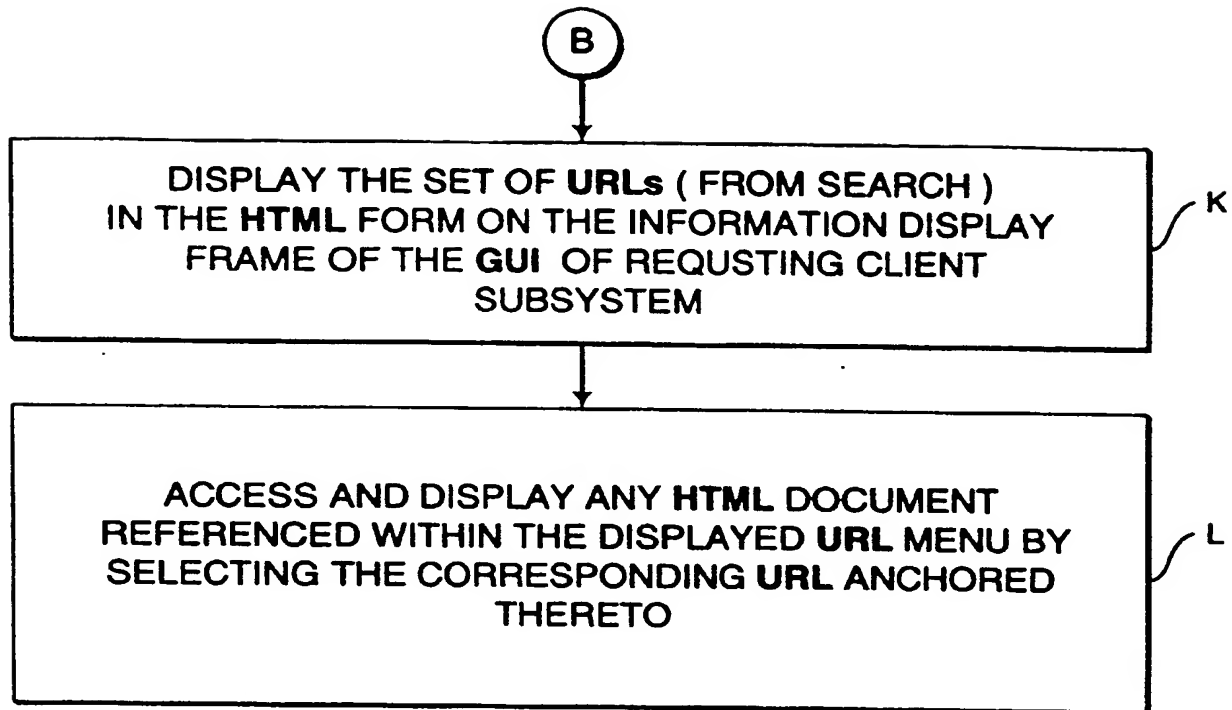 B
DISPLAY THE SET OF URLs ( FROM SEARCH )
IN THE HTML FORM ON THE INFORMATION DISPLAY
FRAME OF THE GUI OF REQUSTING CLIENT
SUBSYSTEM
K
ACCESS AND DISPLAY ANY HTML DOCUMENT
REFERENCED WITHIN THE DISPLAYED URL MENU BY
SELECTING THE CORRESPONDING URL ANCHORED
THERETO
L